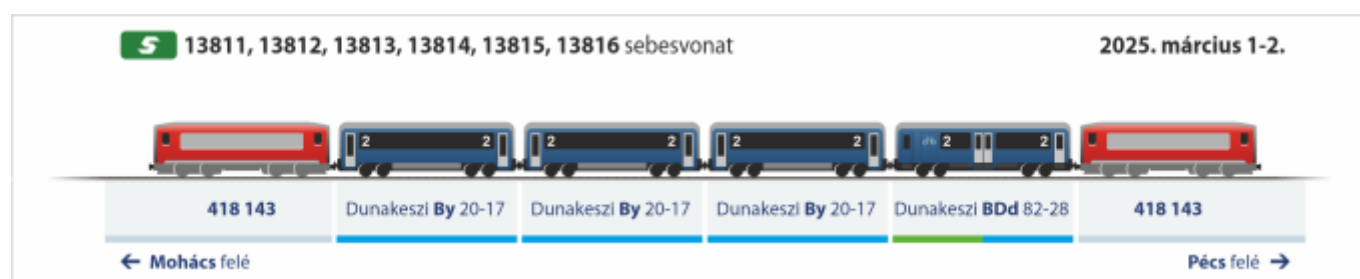 S 13811, 13812, 13813, 13814, 13815, 13816 sebesvonat 2025. március 1-2.
2 2 2 2 2 2 2 2
418 143 Dunakeszi By 20-17 Dunakeszi By 20-17 Dunakeszi By 20-17 Dunakeszi BDd 82-28 418 143
← Mohács felé Pécs felé →